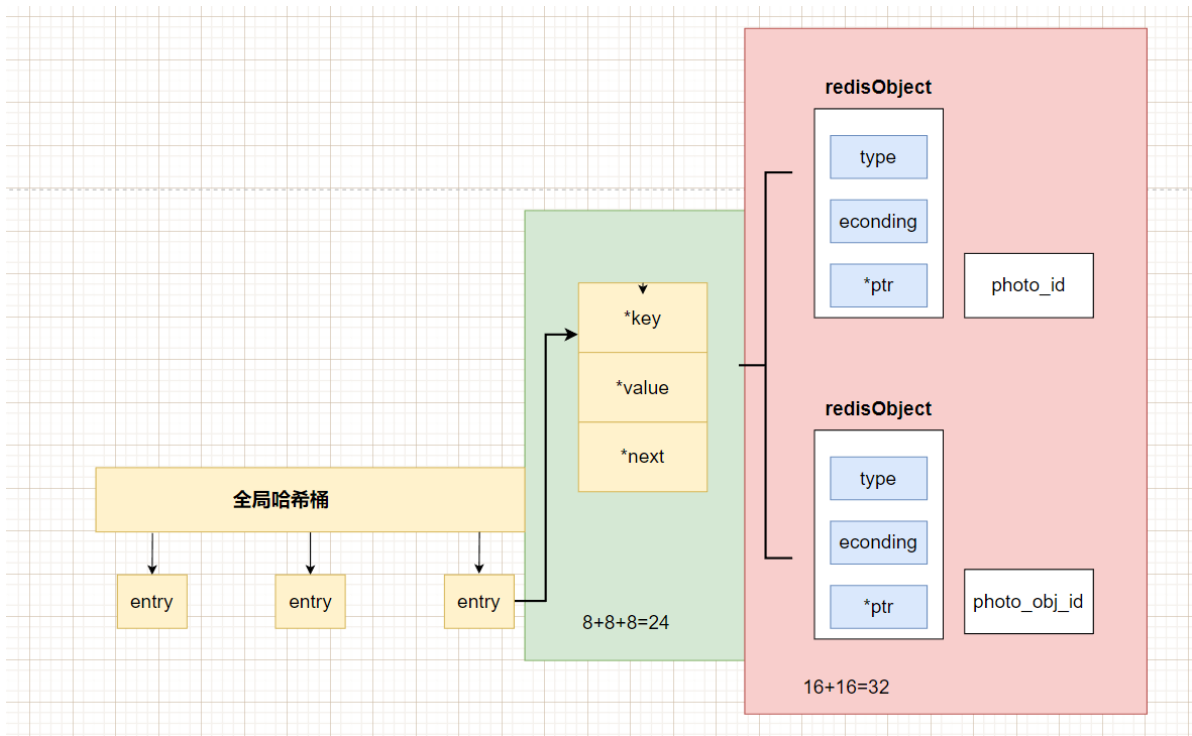 redisObject
type
econding
*ptr
photo_id
*key
*value
*next
redisObject
type
econding
*ptr
photo_obj_id
全局哈希桶
entry
entry
entry
8+8+8=24
16+16=32